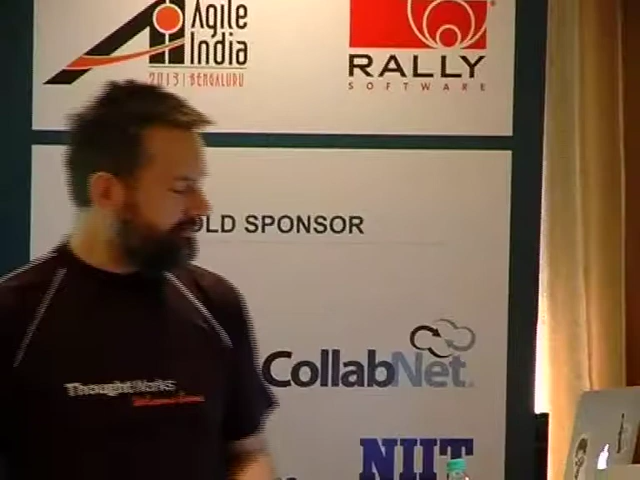 Agile
India
2013 | BENGALURU
RALLY
SOFTWARE
OLD SPONSOR
CollabNet
ThoughtWorks
NIIT